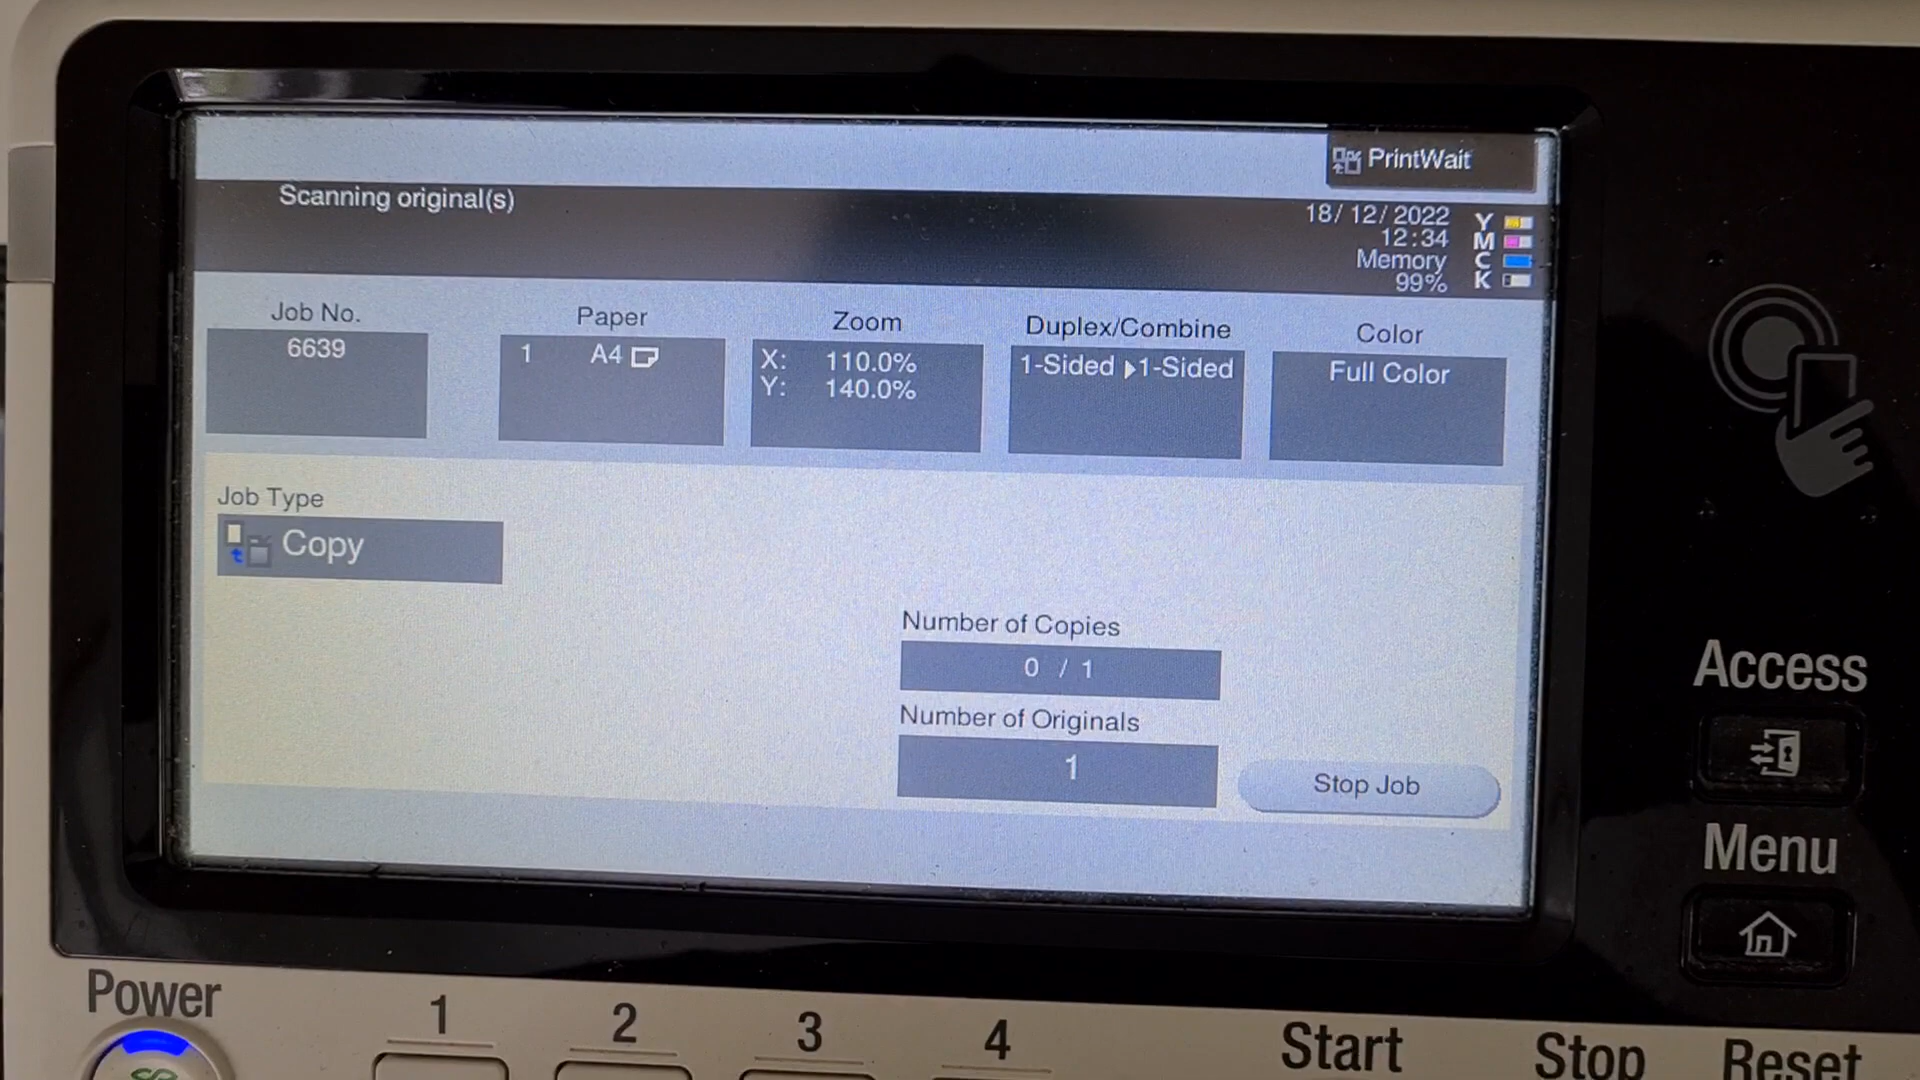 PrintWait
Scanning original(s)
18/12/2022
12:34
Memory
99%
Y
M
C
K
Job No.
6639
Paper
1 A4
Zoom
X: 110.0%
Y: 140.0%
Duplex/Combine
1-Sided ▶1-Sided
Color
Full Color
Job Type
Copy
Number of Copies
0 / 1
Number of Originals
1
Stop Job
Access
Menu
Power
1
2
3
4
Start
Stop
Reset